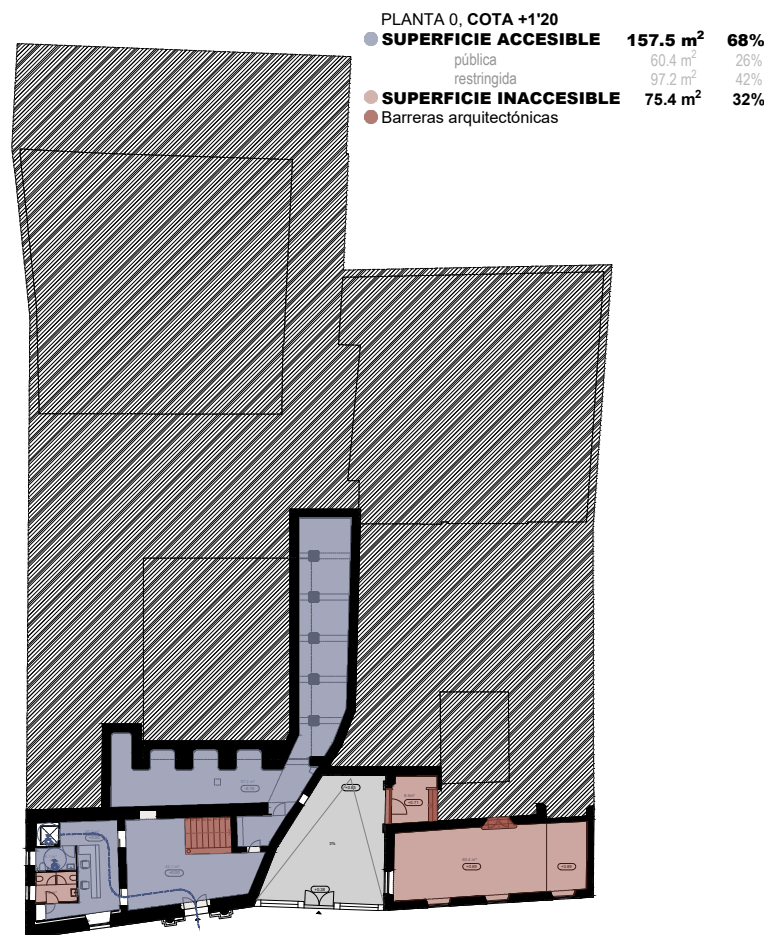 PLANTA 0, COTA +1'20
SUPERFICIE ACCESIBLE 157.5 m² 68%
pública 60.4 m² 26%
restringida 97.2 m² 42%
SUPERFICIE INACCESIBLE 75.4 m² 32%
Barreras arquitectónicas